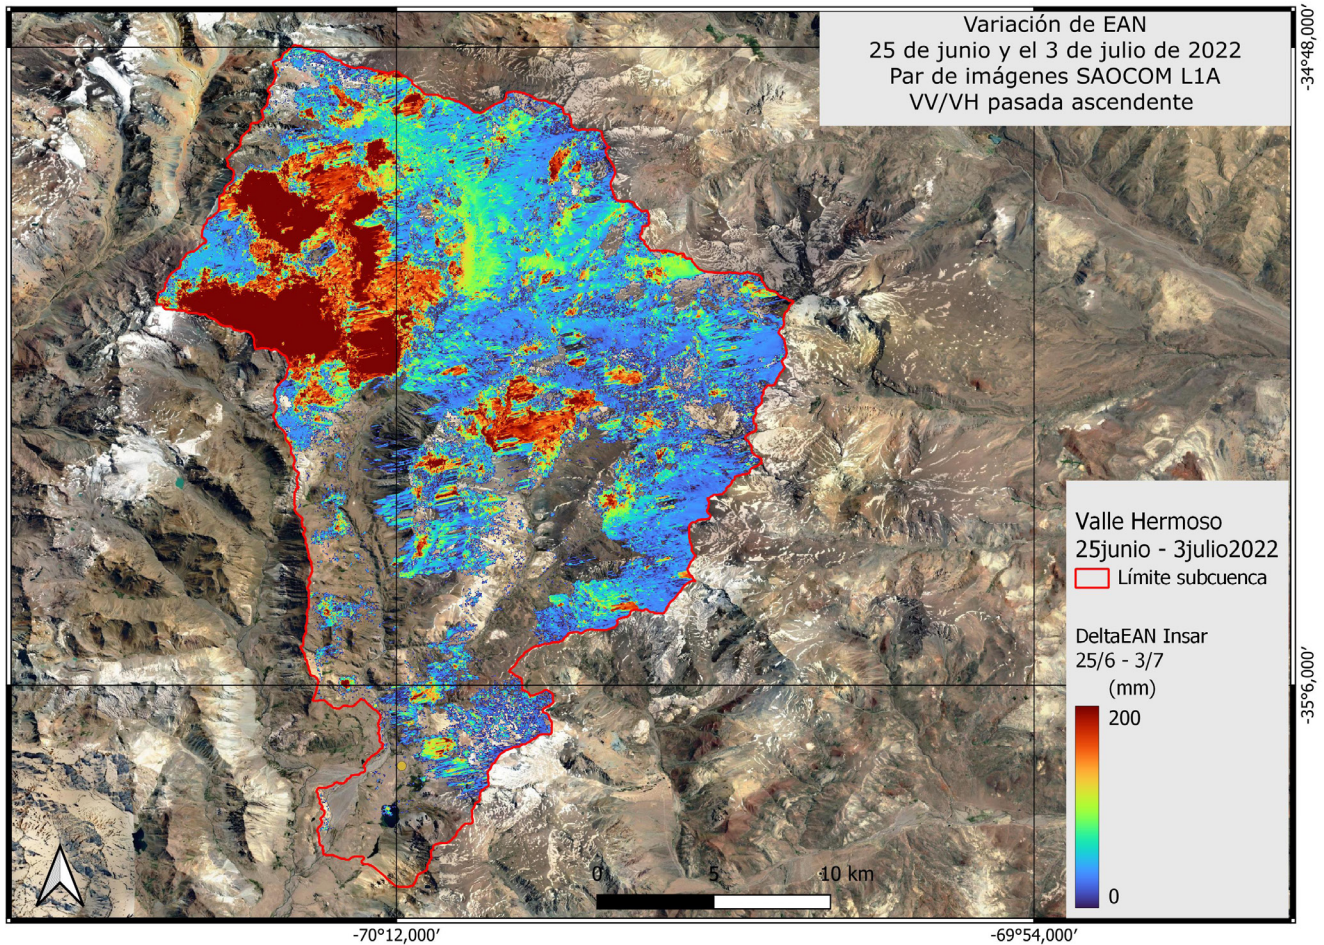 Variación de EAN
25 de junio y el 3 de julio de 2022
Par de imágenes SAOCOM L1A
VV/VH pasada ascendente
-34°48,000′
Valle Hermoso
25junio - 3julio2022
Límite subcuenca
DeltaEAN Insar
25/6 - 3/7
(mm)
200
0
-35°6,000′
0 5 10 km
-70°12,000′ -69°54,000′